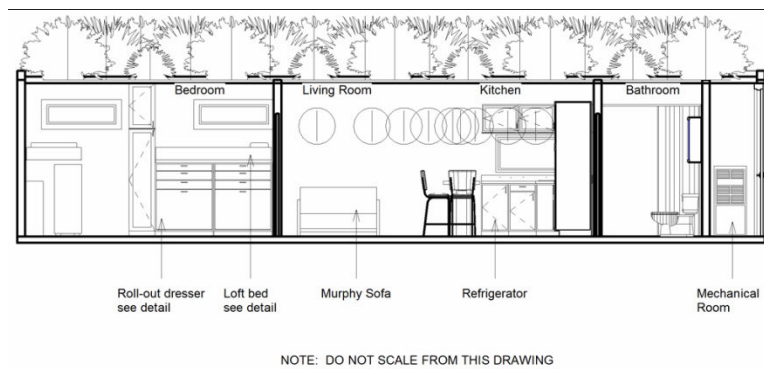 Bedroom
Living Room
Kitchen
Bathroom
Roll-out dresser
see detail
Loft bed
see detail
Murphy Sofa
Refrigerator
Mechanical
Room
NOTE: DO NOT SCALE FROM THIS DRAWING